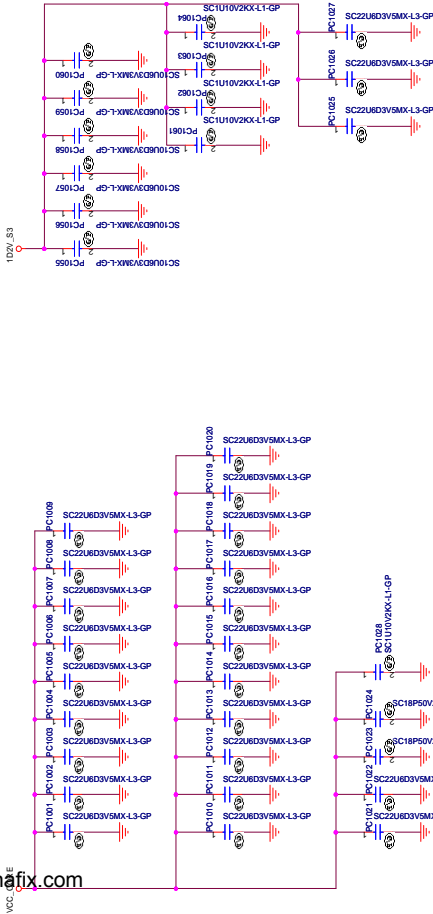 1D2V_S3
PC1060
SC10U6D3V3MX-L-GP
PC1059
SC10U6D3V3MX-L-GP
PC1058
SC10U6D3V3MX-L-GP
PC1057
SC10U6D3V3MX-L-GP
PC1056
SC10U6D3V3MX-L-GP
PC1055
SC10U6D3V3MX-L-GP
PC1064
SC1U10V2KX-L1-GP
PC1063
SC1U10V2KX-L1-GP
PC1062
SC1U10V2KX-L1-GP
PC1061
SC1U10V2KX-L1-GP
PC1027
SC22U6D3V5MX-L3-GP
PC1026
SC22U6D3V5MX-L3-GP
PC1025
SC22U6D3V5MX-L3-GP
PC1009
SC22U6D3V5MX-L3-GP
PC1008
SC22U6D3V5MX-L3-GP
PC1007
SC22U6D3V5MX-L3-GP
PC1006
SC22U6D3V5MX-L3-GP
PC1005
SC22U6D3V5MX-L3-GP
PC1004
SC22U6D3V5MX-L3-GP
PC1003
SC22U6D3V5MX-L3-GP
PC1002
SC22U6D3V5MX-L3-GP
PC1001
SC22U6D3V5MX-L3-GP
PC1020
SC22U6D3V5MX-L3-GP
PC1019
SC22U6D3V5MX-L3-GP
PC1018
SC22U6D3V5MX-L3-GP
PC1017
SC22U6D3V5MX-L3-GP
PC1016
SC22U6D3V5MX-L3-GP
PC1015
SC22U6D3V5MX-L3-GP
PC1014
SC22U6D3V5MX-L3-GP
PC1013
SC22U6D3V5MX-L3-GP
PC1012
SC22U6D3V5MX-L3-GP
PC1011
SC22U6D3V5MX-L3-GP
PC1010
SC22U6D3V5MX-L3-GP
PC1028
SC1U10V2KX-L1-GP
PC1024
SC18P50V
PC1023
SC18P50V
PC1022
SC22U6D3V5M
PC1021
SC22U6D3V5M
afix.com